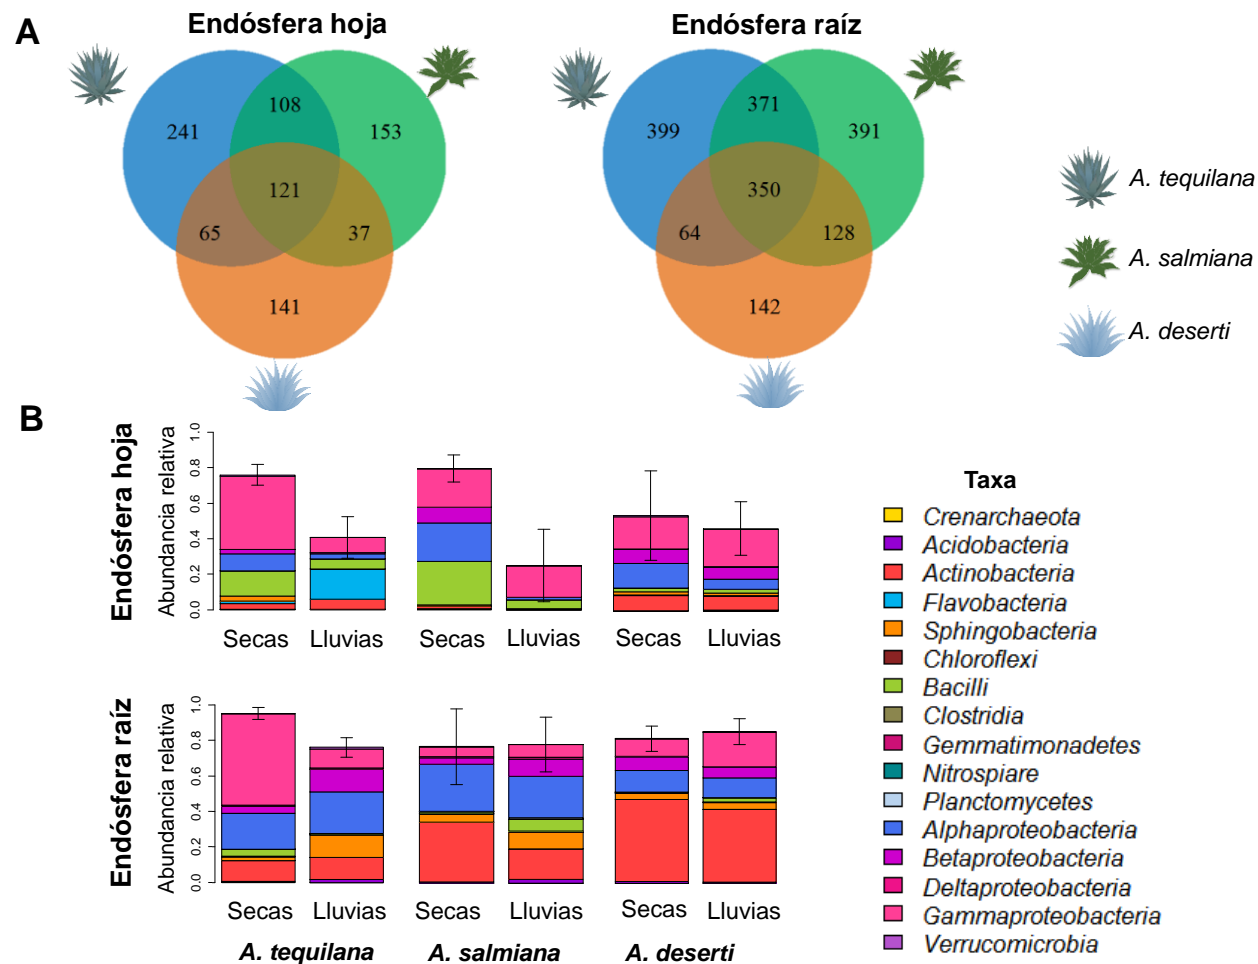 A
Endósfera hoja
Endósfera raíz
241
108
153
121
65
37
141
399
371
391
350
64
128
142
A. tequilana
A. salmiana
A. deserti
B
Endósfera hoja
Abundancia relativa
1.0
0.8
0.6
0.4
0.2
0.0
Secas
Lluvias
Secas
Lluvias
Secas
Lluvias
Endósfera raíz
Abundancia relativa
1.0
0.8
0.6
0.4
0.2
0.0
Secas
Lluvias
Secas
Lluvias
Secas
Lluvias
A. tequilana
A. salmiana
A. deserti
Taxa
Crenarchaeota
Acidobacteria
Actinobacteria
Flavobacteria
Sphingobacteria
Chloroflexi
Bacilli
Clostridia
Gemmatimonadetes
Nitrospiare
Planctomycetes
Alphaproteobacteria
Betaproteobacteria
Deltaproteobacteria
Gammaproteobacteria
Verrucomicrobia